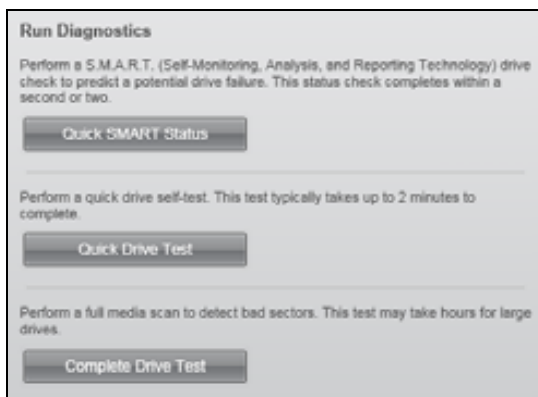 Run Diagnostics
Perform a S.M.A.R.T. (Self-Monitoring, Analysis, and Reporting Technology) drive
check to predict a potential drive failure. This status check completes within a
second or two.
Quick SMART Status
Perform a quick drive self-test. This test typically takes up to 2 minutes to
complete.
Quick Drive Test
Perform a full media scan to detect bad sectors. This test may take hours for large
drives.
Complete Drive Test